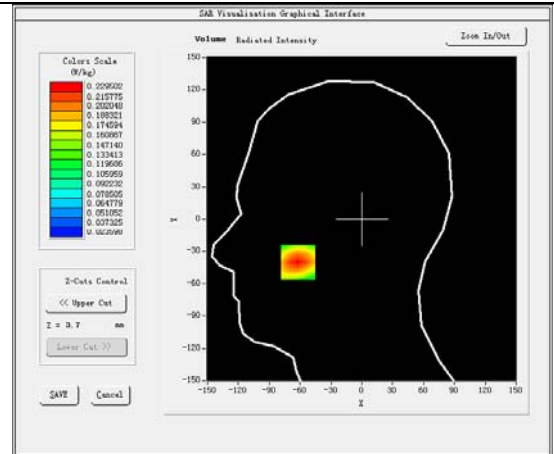 SAR Visualisation Graphical Interface
Volume Radiated Intensity
Zoom In/Out
Colors Scale
(W/kg)
0.229502
0.215775
0.202048
0.188321
0.174594
0.160867
0.147140
0.133413
0.119686
0.105959
0.092232
0.078505
0.064779
0.051052
0.037325
0.023598
Z-Cuts Control
<< Upper Cut
Z = 3.7 mm
Lower Cut >>
SAVE Cancel
150
120
90
60
30
0
-30
-60
-90
-120
-150
Y
-150 -120 -90 -60 -30 0 30 60 90 120 150
X